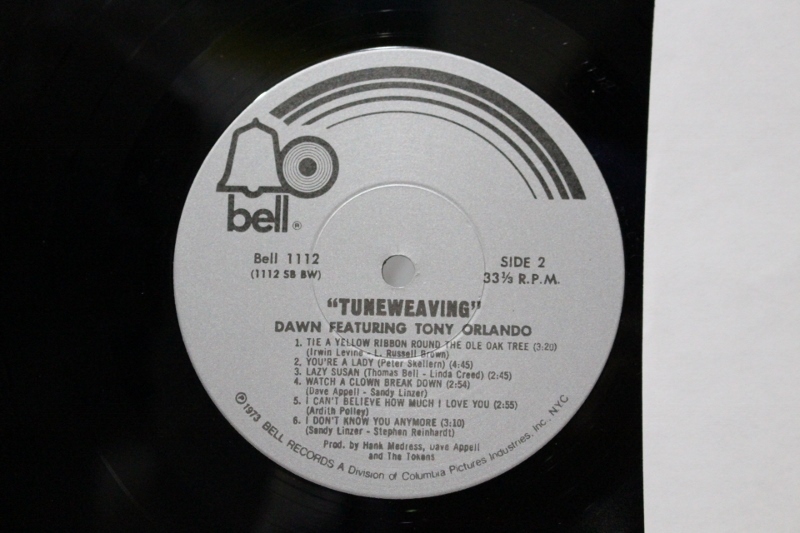 bell®
Bell 1112
(1112 SB BW)
SIDE 2
33⅓ R.P.M.
"TUNEWEAVING"
DAWN FEATURING TONY ORLANDO
1. TIE A YELLOW RIBBON ROUND THE OLE OAK TREE (3:20)
(Irwin Levine - L. Russell Brown)
2. YOU'RE A LADY (Peter Skellern) (4:45)
3. LAZY SUSAN (Thomas Bell - Linda Creed) (2:45)
4. WATCH A CLOWN BREAK DOWN (2:54)
(Dave Appell - Sandy Linzer)
5. I CAN'T BELIEVE HOW MUCH I LOVE YOU (2:55)
(Ardith Polley)
6. I DON'T KNOW YOU ANYMORE (3:10)
(Sandy Linzer - Stephen Reinhardt)
Prod. by Hank Medress, Dave Appell
and The Tokens
℗1973 BELL RECORDS A Division of Columbia Pictures Industries, Inc., NYC